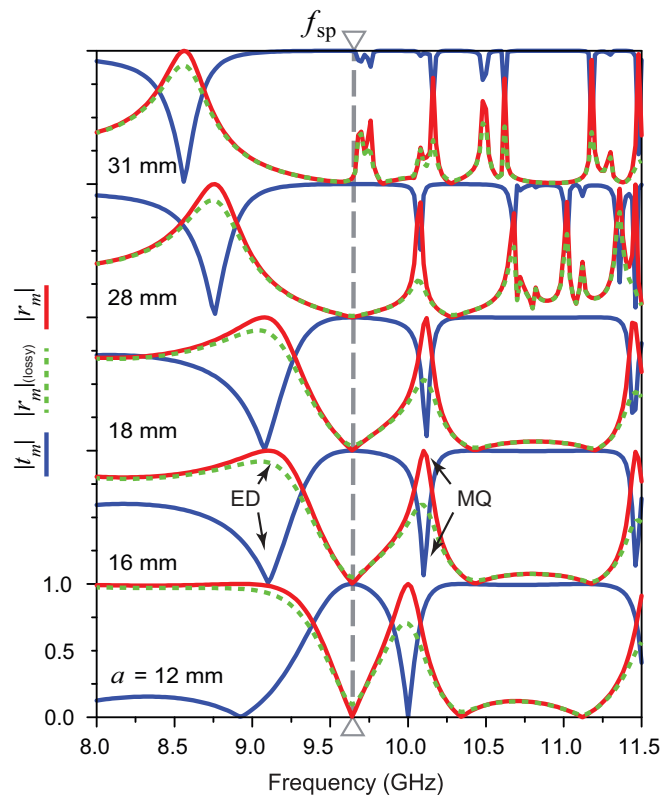 f_sp
31 mm
28 mm
18 mm
ED
MQ
16 mm
1.0
0.5
0.0
a = 12 mm
|t_m| |r_m|(lossy) |r_m|
8.0 8.5 9.0 9.5 10.0 10.5 11.0 11.5
Frequency (GHz)